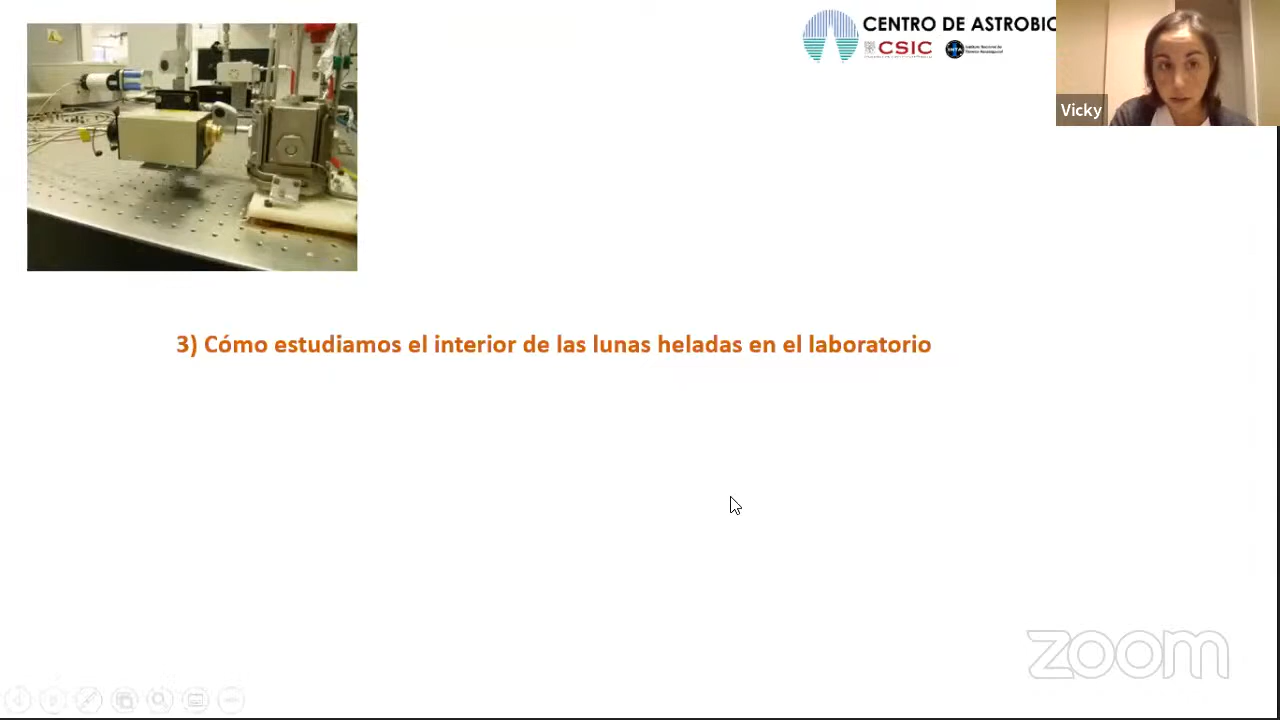 CENTRO DE ASTROBIO
CSIC
Vicky
3) Cómo estudiamos el interior de las lunas heladas en el laboratorio
zoom